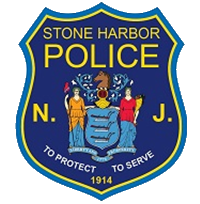 STONE HARBOR
POLICE
N. J.
TO PROTECT TO SERVE
1914